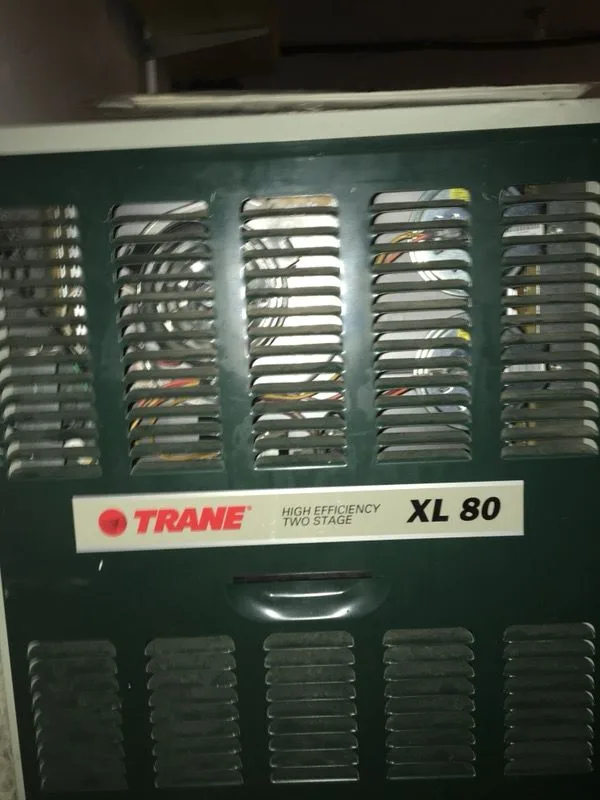 TRANE®
HIGH EFFICIENCY
TWO STAGE
XL 80